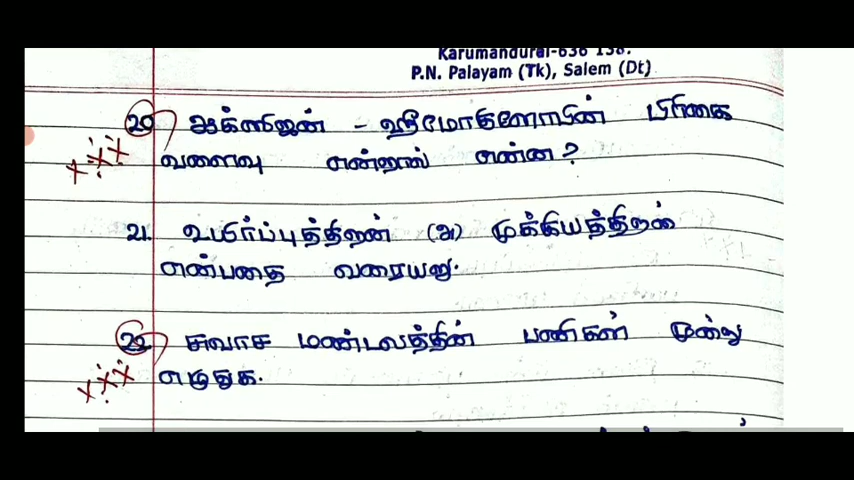 Karumandurai-636 138.
P.N. Palayam (Tk), Salem (Dt)
20 ஆக்ஸிஜன் - ஹீமோகுளோபின் பிரிகை
வளைவு என்றால் என்ன?
21. உயிர்ப்புத்திறன் (அ) முக்கியத்திறன்
என்பதை வரையறு.
22 சுவாச மண்டலத்தின் பணிகள் மூன்று
எழுதுக.